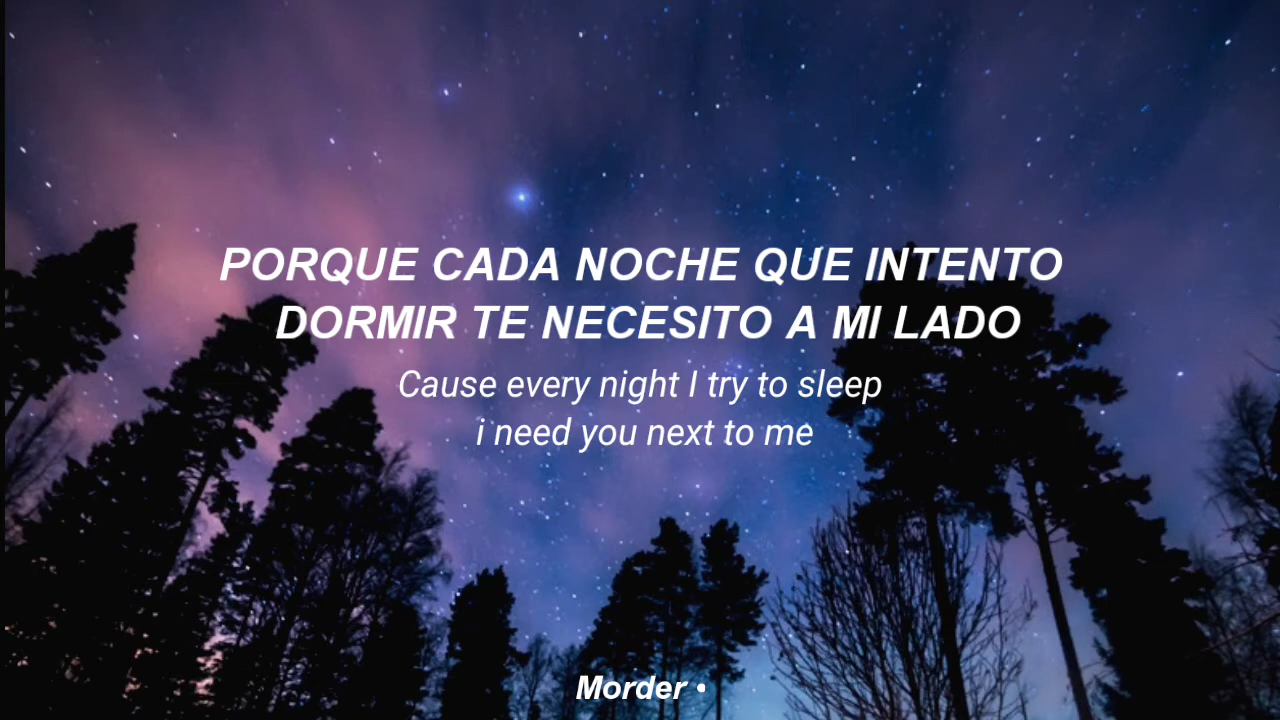 PORQUE CADA NOCHE QUE INTENTO
DORMIR TE NECESITO A MI LADO
Cause every night I try to sleep
i need you next to me
Morder •